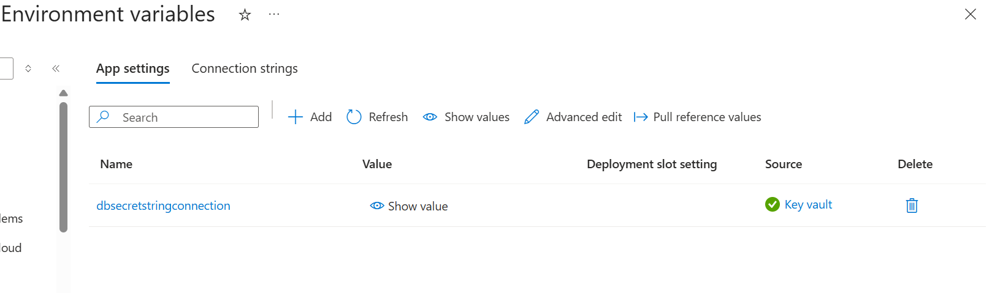 Environment variables
App settings Connection strings
Search Add Refresh Show values Advanced edit Pull reference values
Name Value Deployment slot setting Source Delete
dbsecretstringconnection Show value Key vault
lems
loud